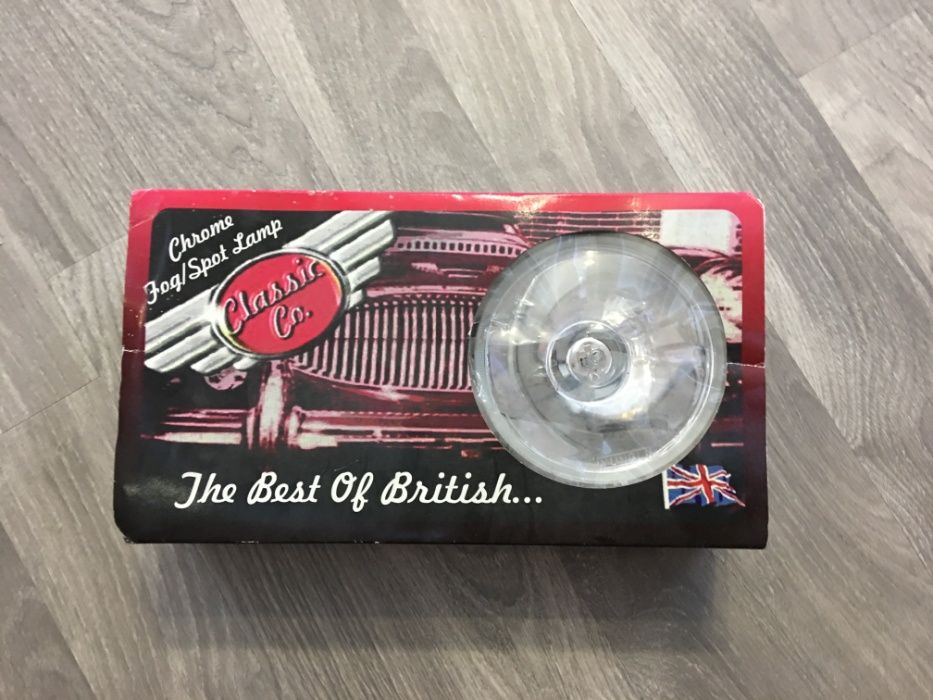 Chrome
Fog/Spot Lamp
Classic
Co.
The Best Of British...